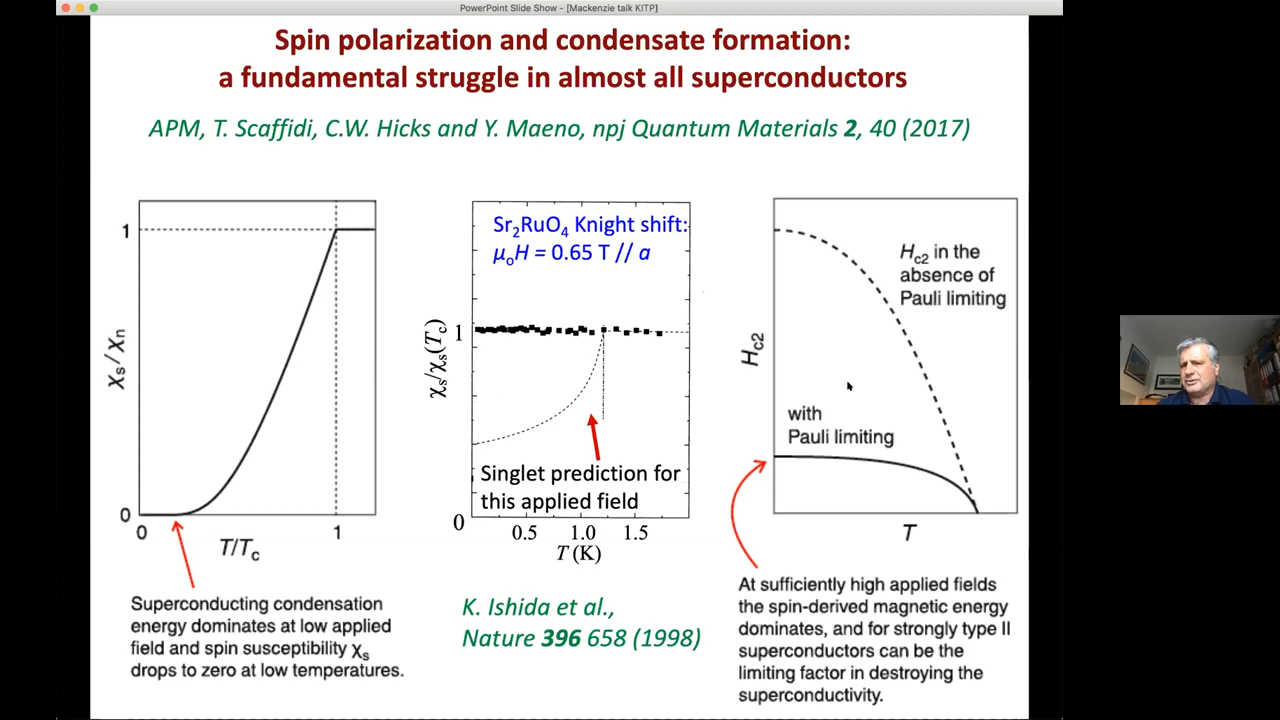 PowerPoint Slide Show - [Mackenzie talk KITP]
Spin polarization and condensate formation:
a fundamental struggle in almost all superconductors
APM, T. Scaffidi, C.W. Hicks and Y. Maeno, npj Quantum Materials 2, 40 (2017)
1
χs/χn
0
0
1
T/Tc
Superconducting condensation
energy dominates at low applied
field and spin susceptibility χs
drops to zero at low temperatures.
Sr2RuO4 Knight shift:
μoH = 0.65 T // a
1
χs/χs(Tc)
Singlet prediction for
this applied field
0
0.5
1.0
1.5
T (K)
K. Ishida et al.,
Nature 396 658 (1998)
Hc2 in the
absence of
Pauli limiting
Hc2
with
Pauli limiting
T
At sufficiently high applied fields
the spin-derived magnetic energy
dominates, and for strongly type II
superconductors can be the
limiting factor in destroying the
superconductivity.